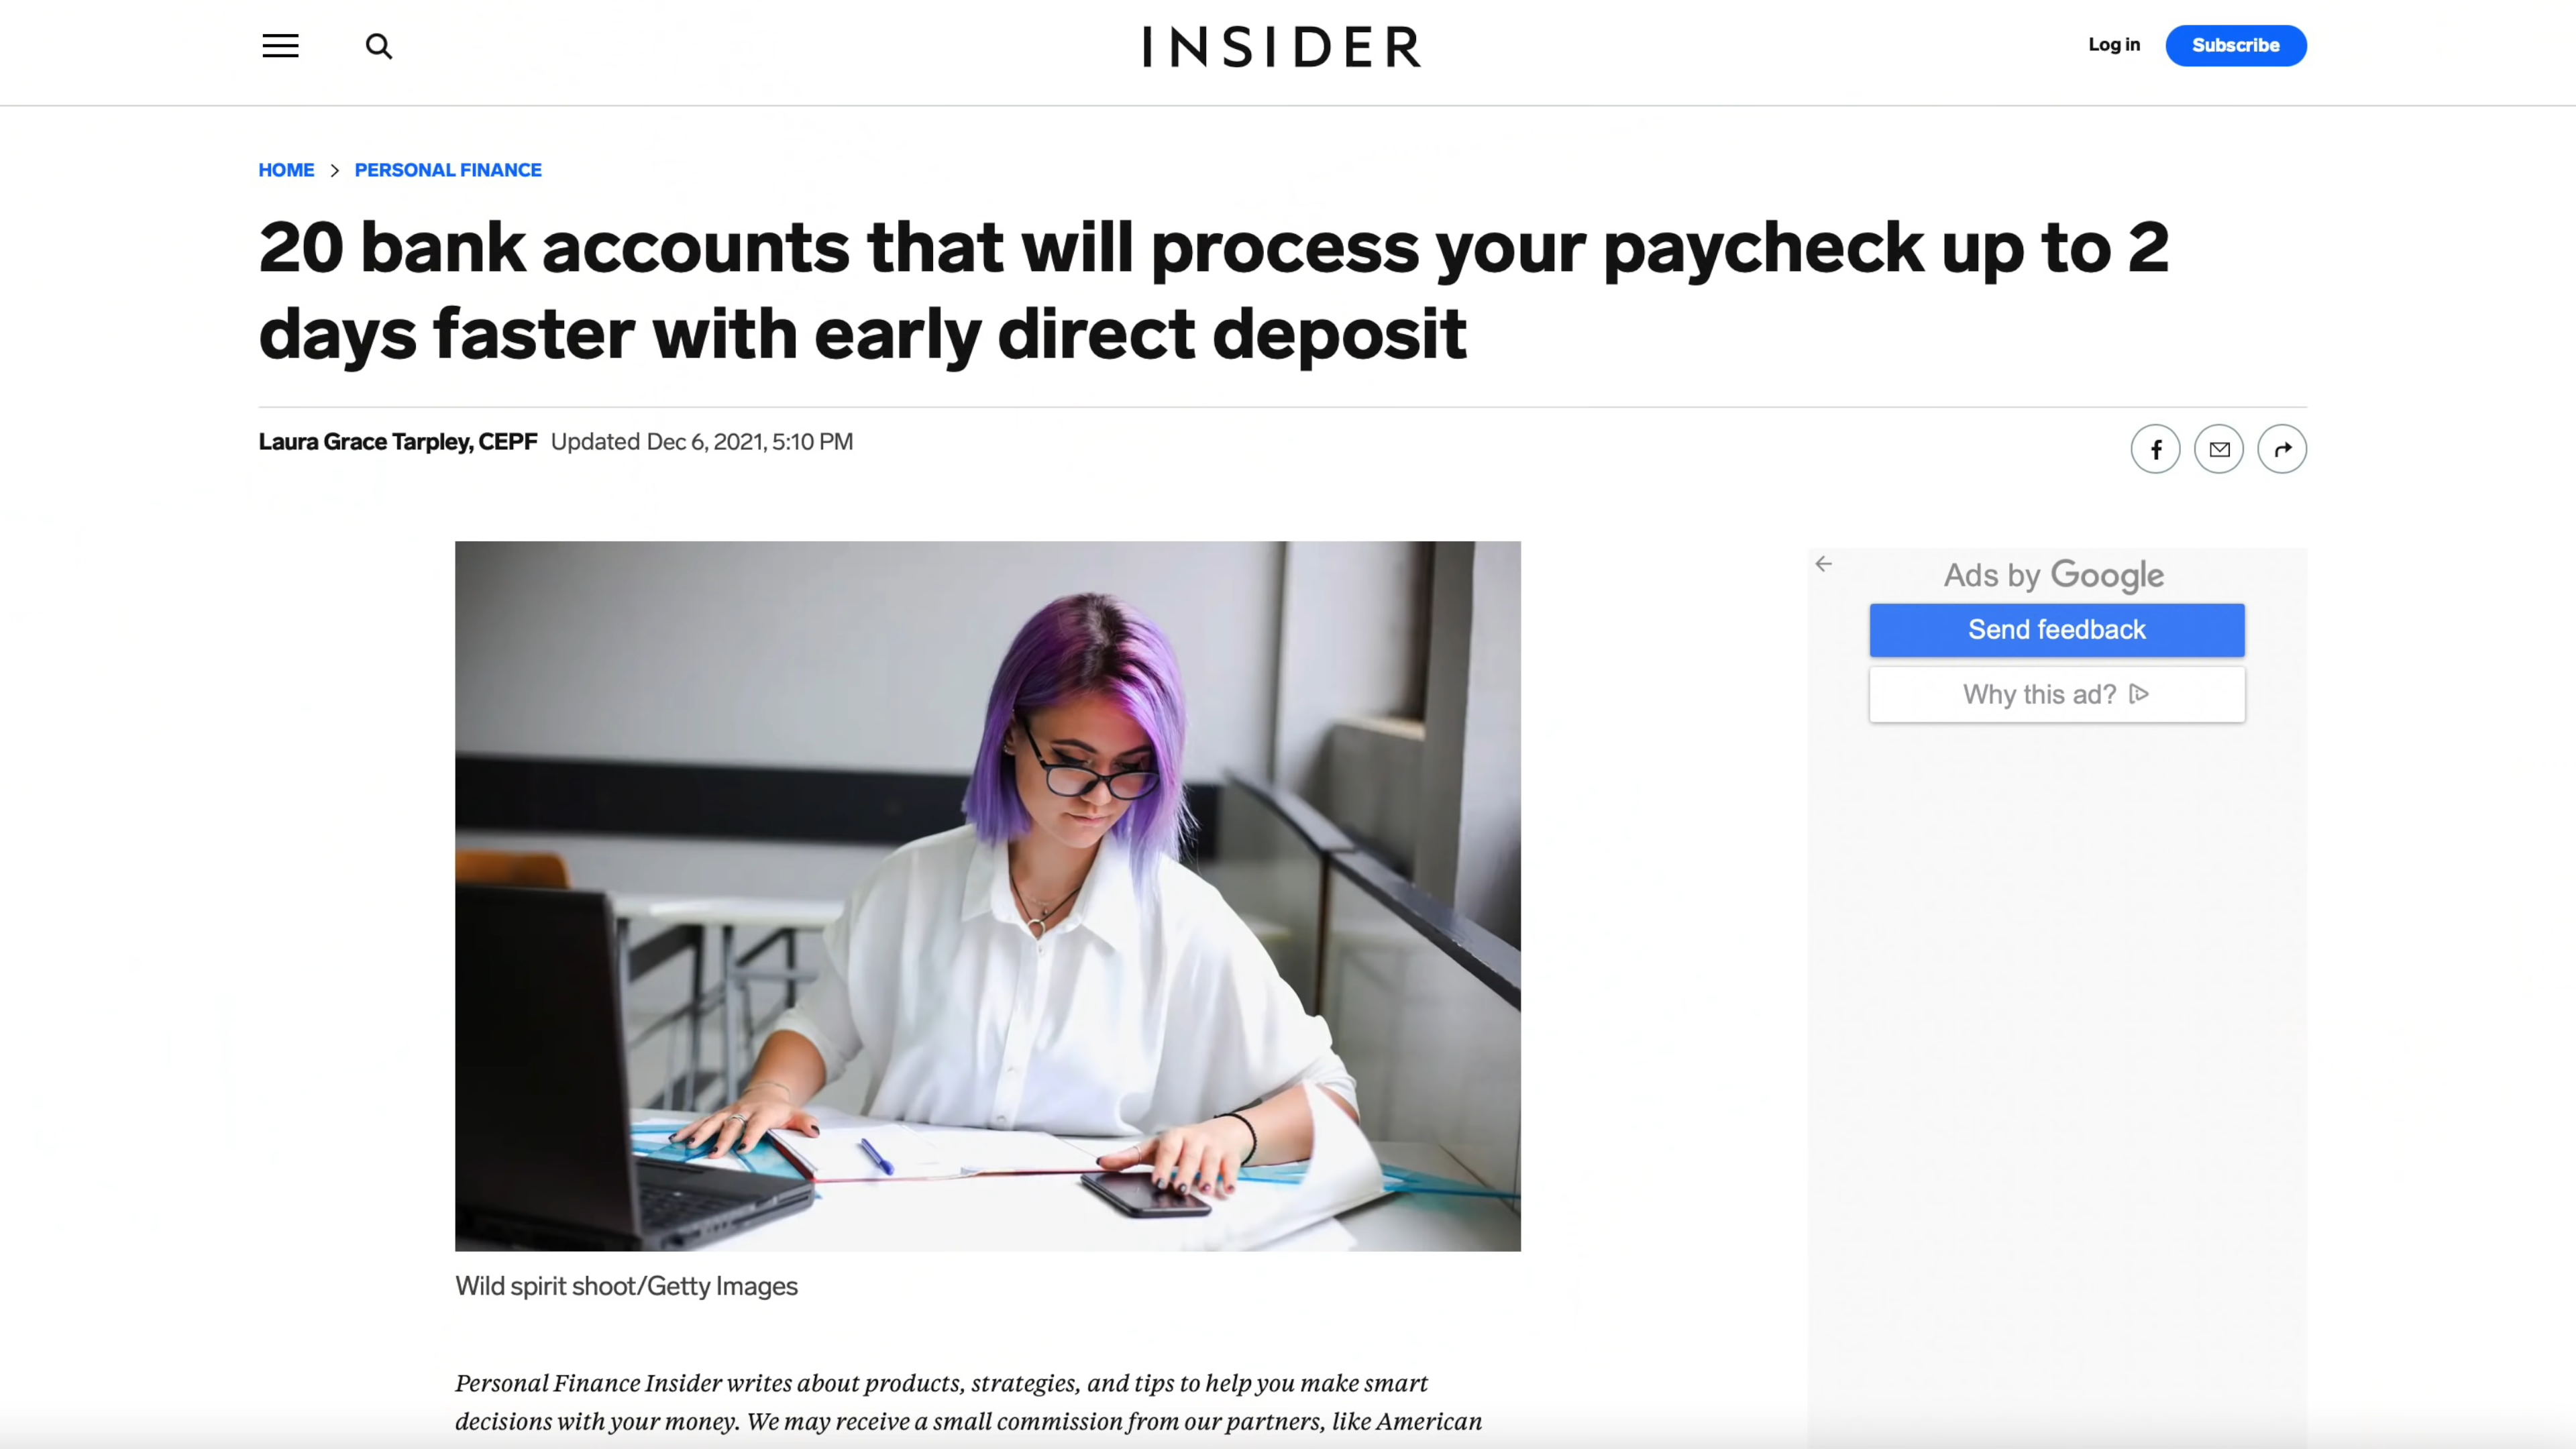 INSIDER
Log in
Subscribe
HOME > PERSONAL FINANCE
20 bank accounts that will process your paycheck up to 2
days faster with early direct deposit
Laura Grace Tarpley, CEPF Updated Dec 6, 2021, 5:10 PM
Ads by Google
Send feedback
Why this ad?
Wild spirit shoot/Getty Images
Personal Finance Insider writes about products, strategies, and tips to help you make smart
decisions with your money. We may receive a small commission from our partners, like American